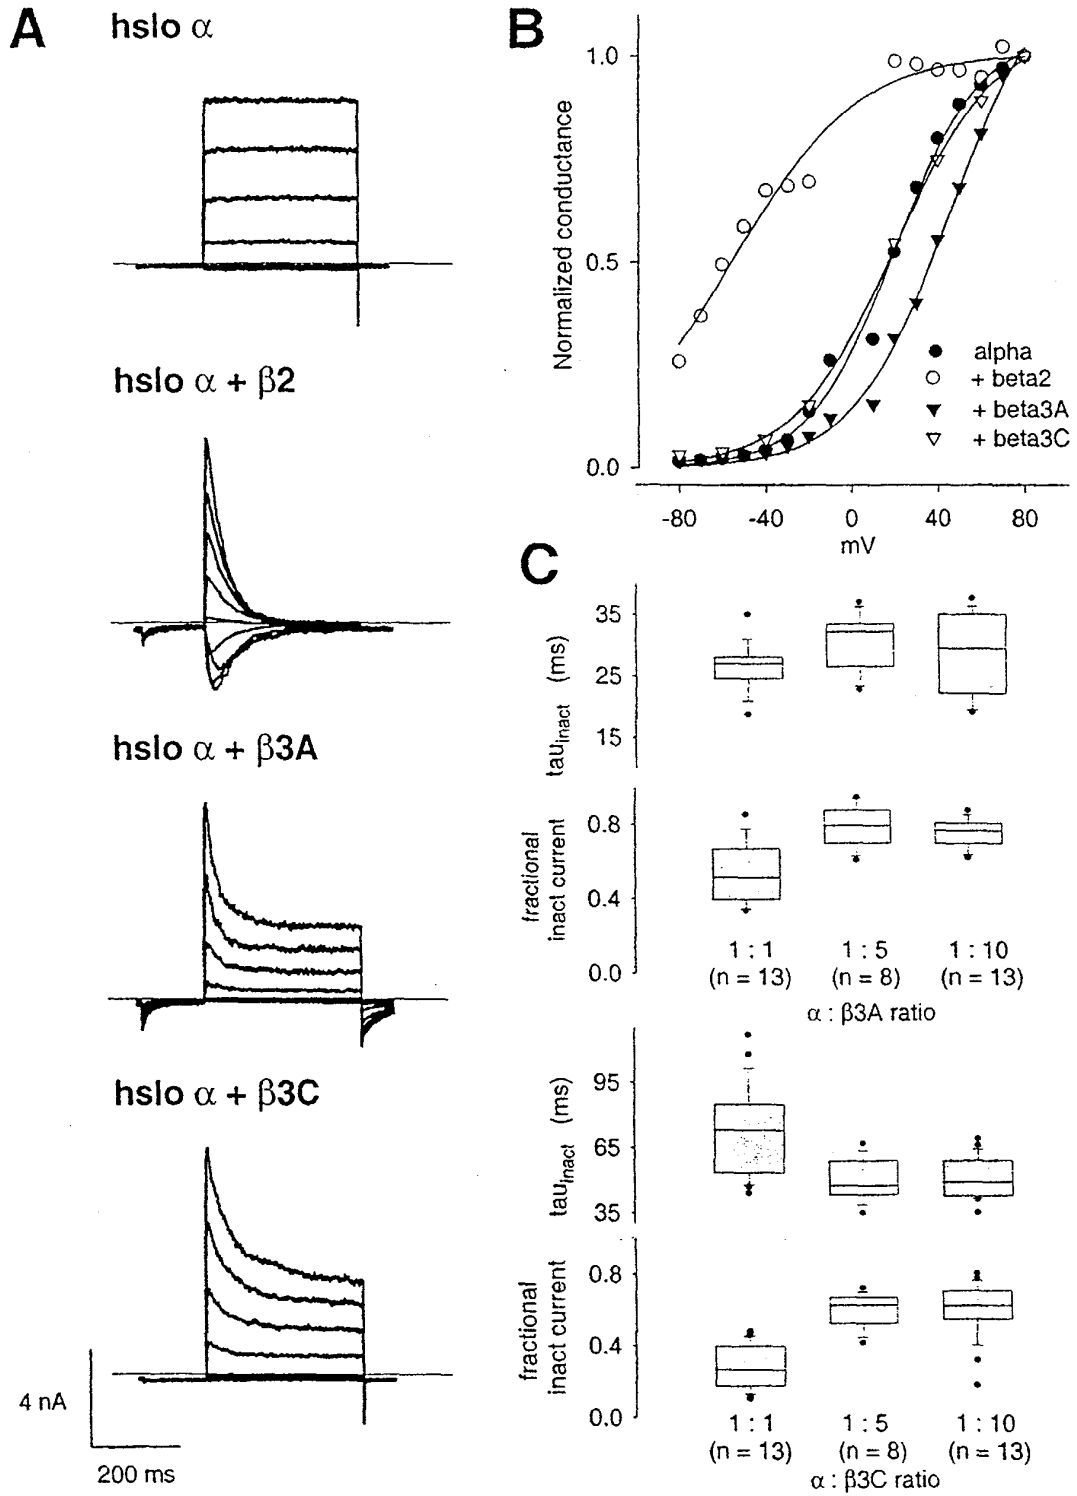 A
hslo α
hslo α + β2
hslo α + β3A
hslo α + β3C
4 nA
200 ms
B
Normalized conductance
1.0
0.5
0.0
alpha
+ beta2
+ beta3A
+ beta3C
-80 -40 0 40 80
mV
C
tau inact (ms)
35
25
15
fractional
inact current
0.8
0.4
0.0
1 : 1 1 : 5 1 : 10
(n = 13) (n = 8) (n = 13)
α : β3A ratio
tau inact (ms)
95
65
35
fractional
inact current
0.8
0.4
0.0
1 : 1 1 : 5 1 : 10
(n = 13) (n = 8) (n = 13)
α : β3C ratio